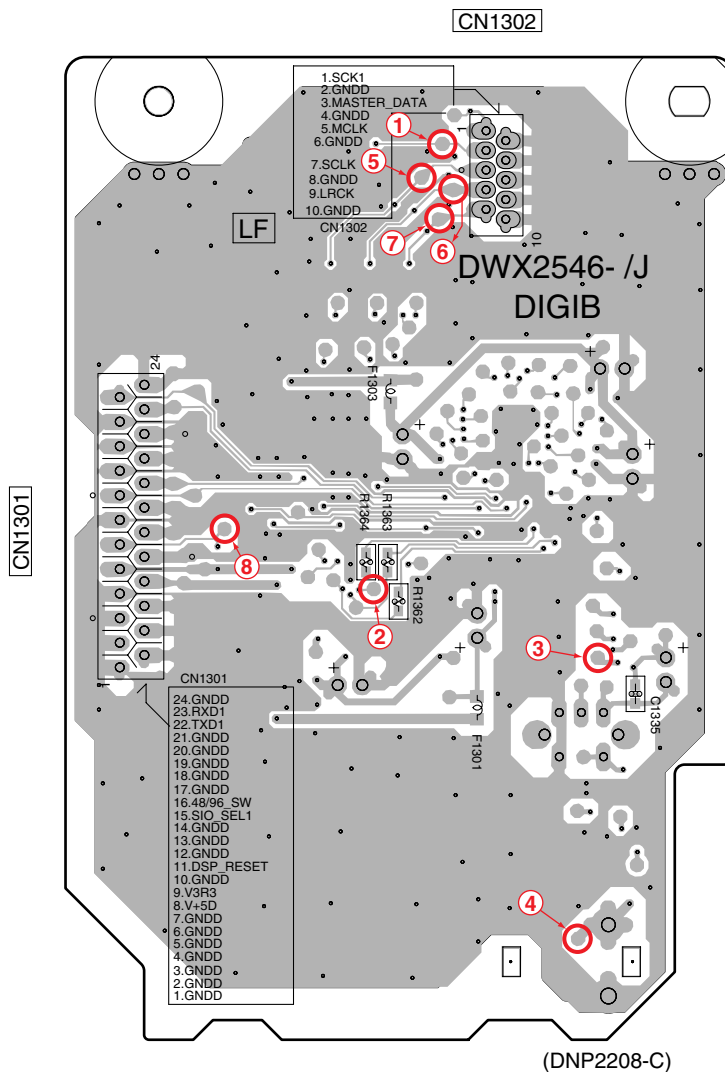 CN1302
1.SCK1
2.GNDD
3.MASTER_DATA
4.GNDD
5.MCLK
6.GNDD
7.SCLK
8.GNDD
9.LRCK
10.GNDD
CN1302
1
10
1
5
7
6
LF
DWX2546- /J
DIGIB
24
F1303
+
+
+
CN1301
R1364
R1363
R1362
8
2
3
+
+
C1335
F1301
CN1301
24.GNDD
23.RXD1
22.TXD1
21.GNDD
20.GNDD
19.GNDD
18.GNDD
17.GNDD
16.48/96_SW
15.SIO_SEL1
14.GNDD
13.GNDD
12.GNDD
11.DSP_RESET
10.GNDD
9.V3R3
8.V+5D
7.GNDD
6.GNDD
5.GNDD
4.GNDD
3.GNDD
2.GNDD
1.GNDD
4
(DNP2208-C)